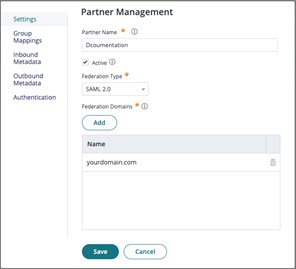 Partner Management
Settings
Group
Mappings
Inbound
Metadata
Outbound
Metadata
Authentication
Partner Name *
Dcoumentation
Active
Federation Type *
SAML 2.0
Federation Domains *
Add
Name
yourdomain.com
Save
Cancel